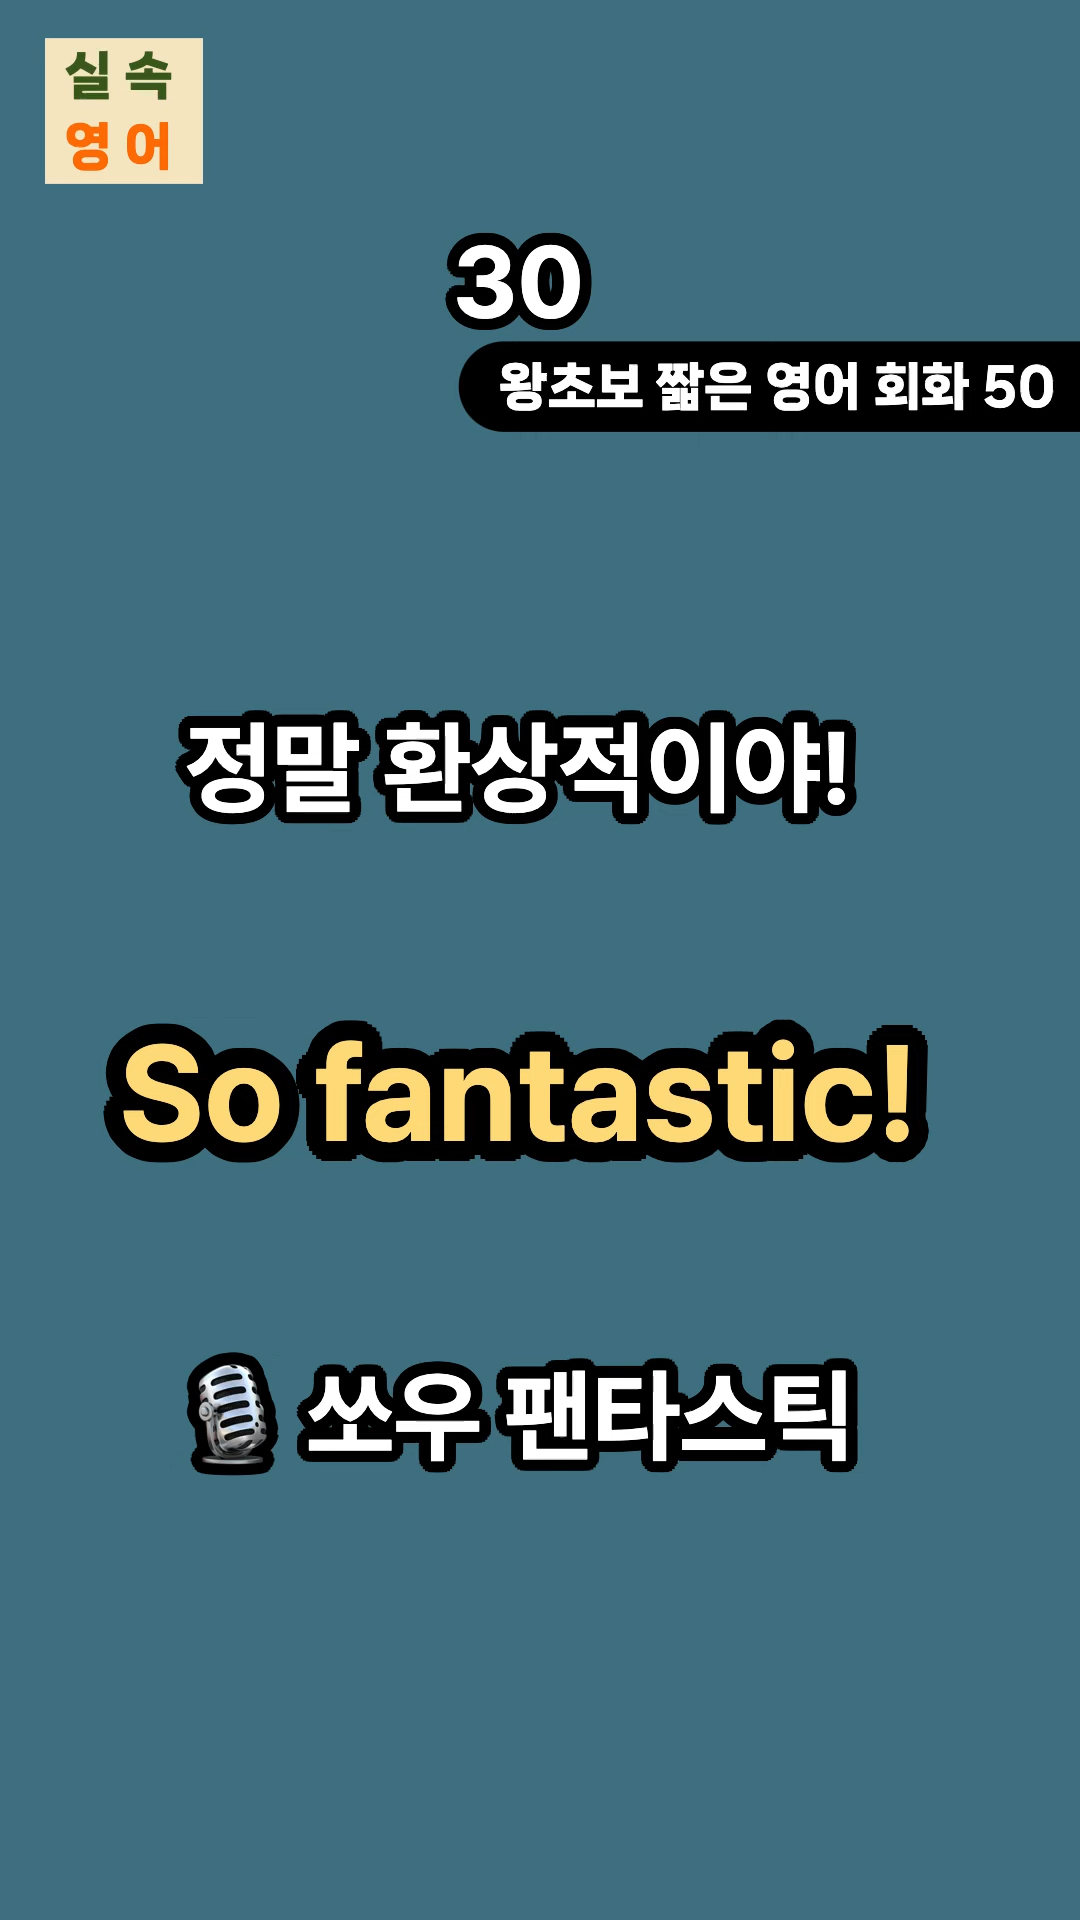 실속
영어
30
왕초보 짧은 영어 회화 50
정말 환상적이야!
So fantastic!
쏘우 팬타스틱